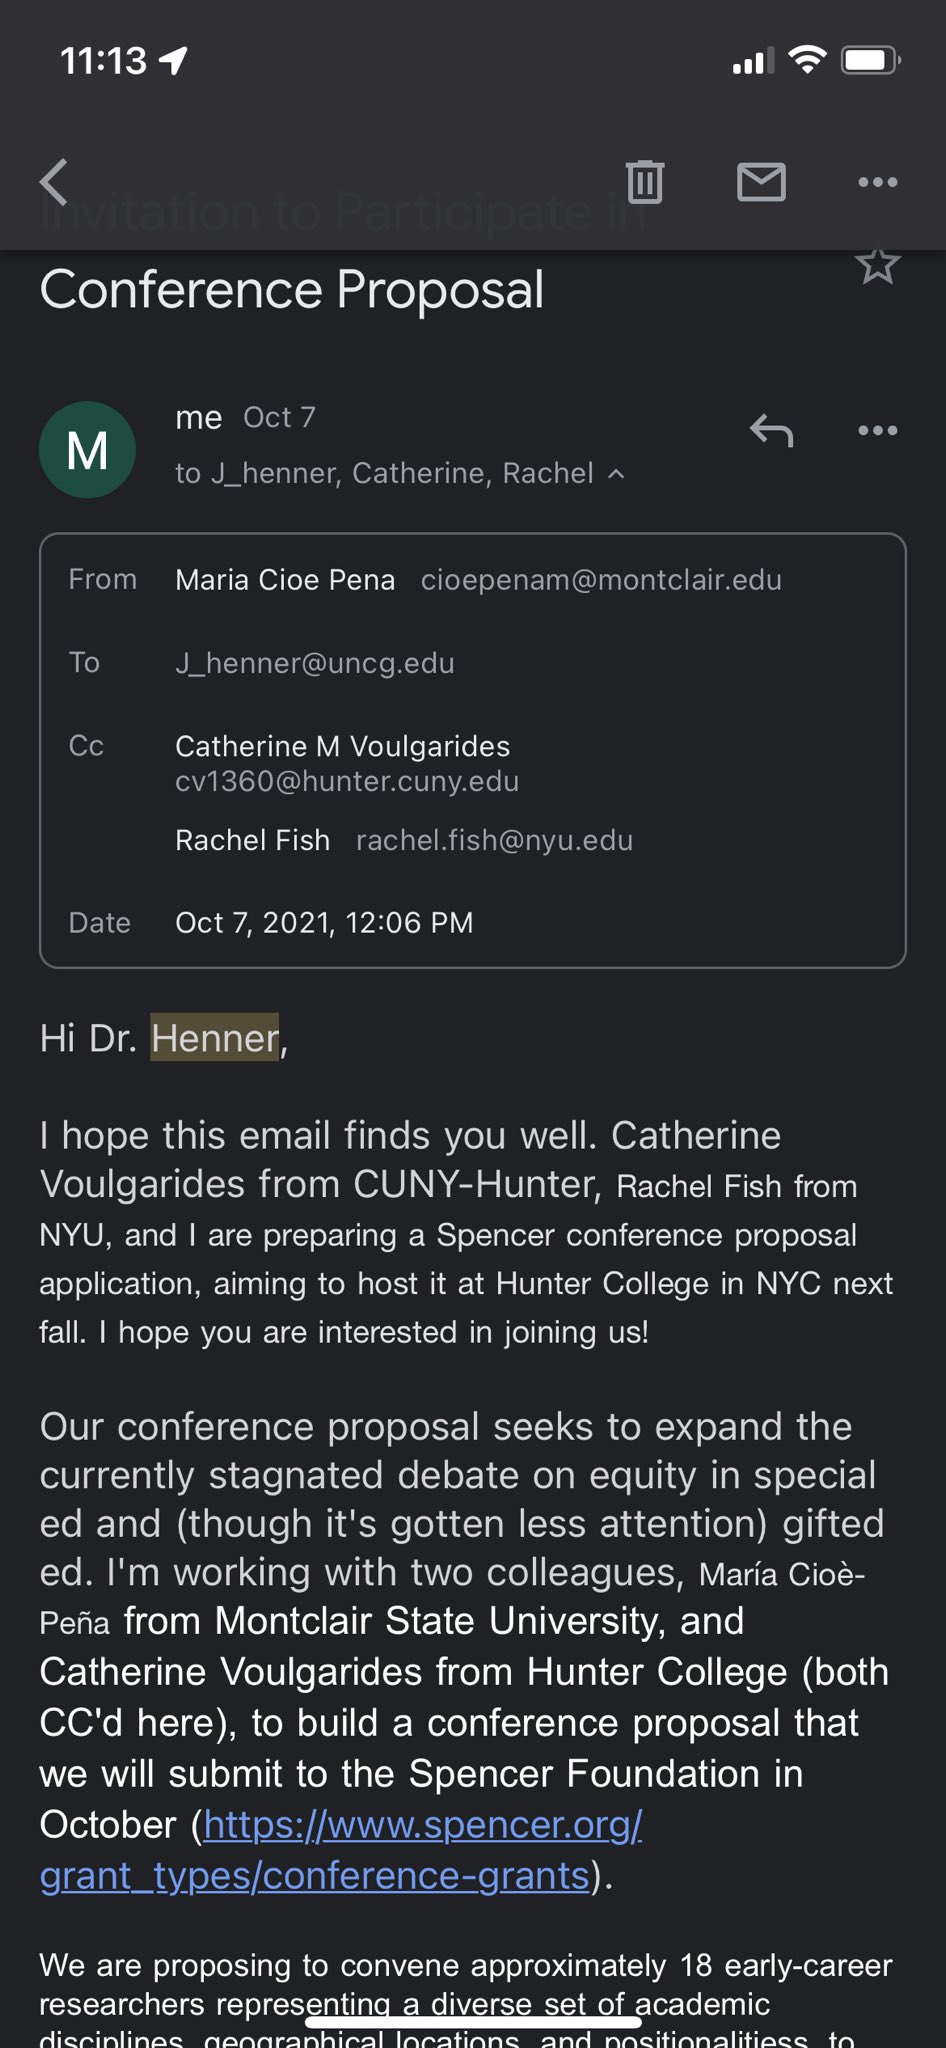 11:13
Invitation to Participate in
Conference Proposal
M
me Oct 7
to J_henner, Catherine, Rachel
From Maria Cioe Pena cioepenam@montclair.edu
To J_henner@uncg.edu
Cc Catherine M Voulgarides
cv1360@hunter.cuny.edu
Rachel Fish rachel.fish@nyu.edu
Date Oct 7, 2021, 12:06 PM
Hi Dr. Henner,
I hope this email finds you well. Catherine
Voulgarides from CUNY-Hunter, Rachel Fish from
NYU, and I are preparing a Spencer conference proposal
application, aiming to host it at Hunter College in NYC next
fall. I hope you are interested in joining us!
Our conference proposal seeks to expand the
currently stagnated debate on equity in special
ed and (though it's gotten less attention) gifted
ed. I'm working with two colleagues, María Cioè-
Peña from Montclair State University, and
Catherine Voulgarides from Hunter College (both
CC'd here), to build a conference proposal that
we will submit to the Spencer Foundation in
October (https://www.spencer.org/
grant_types/conference-grants).
We are proposing to convene approximately 18 early-career
researchers representing a diverse set of academic
disciplines, geographical locations, and positionalitiess, to